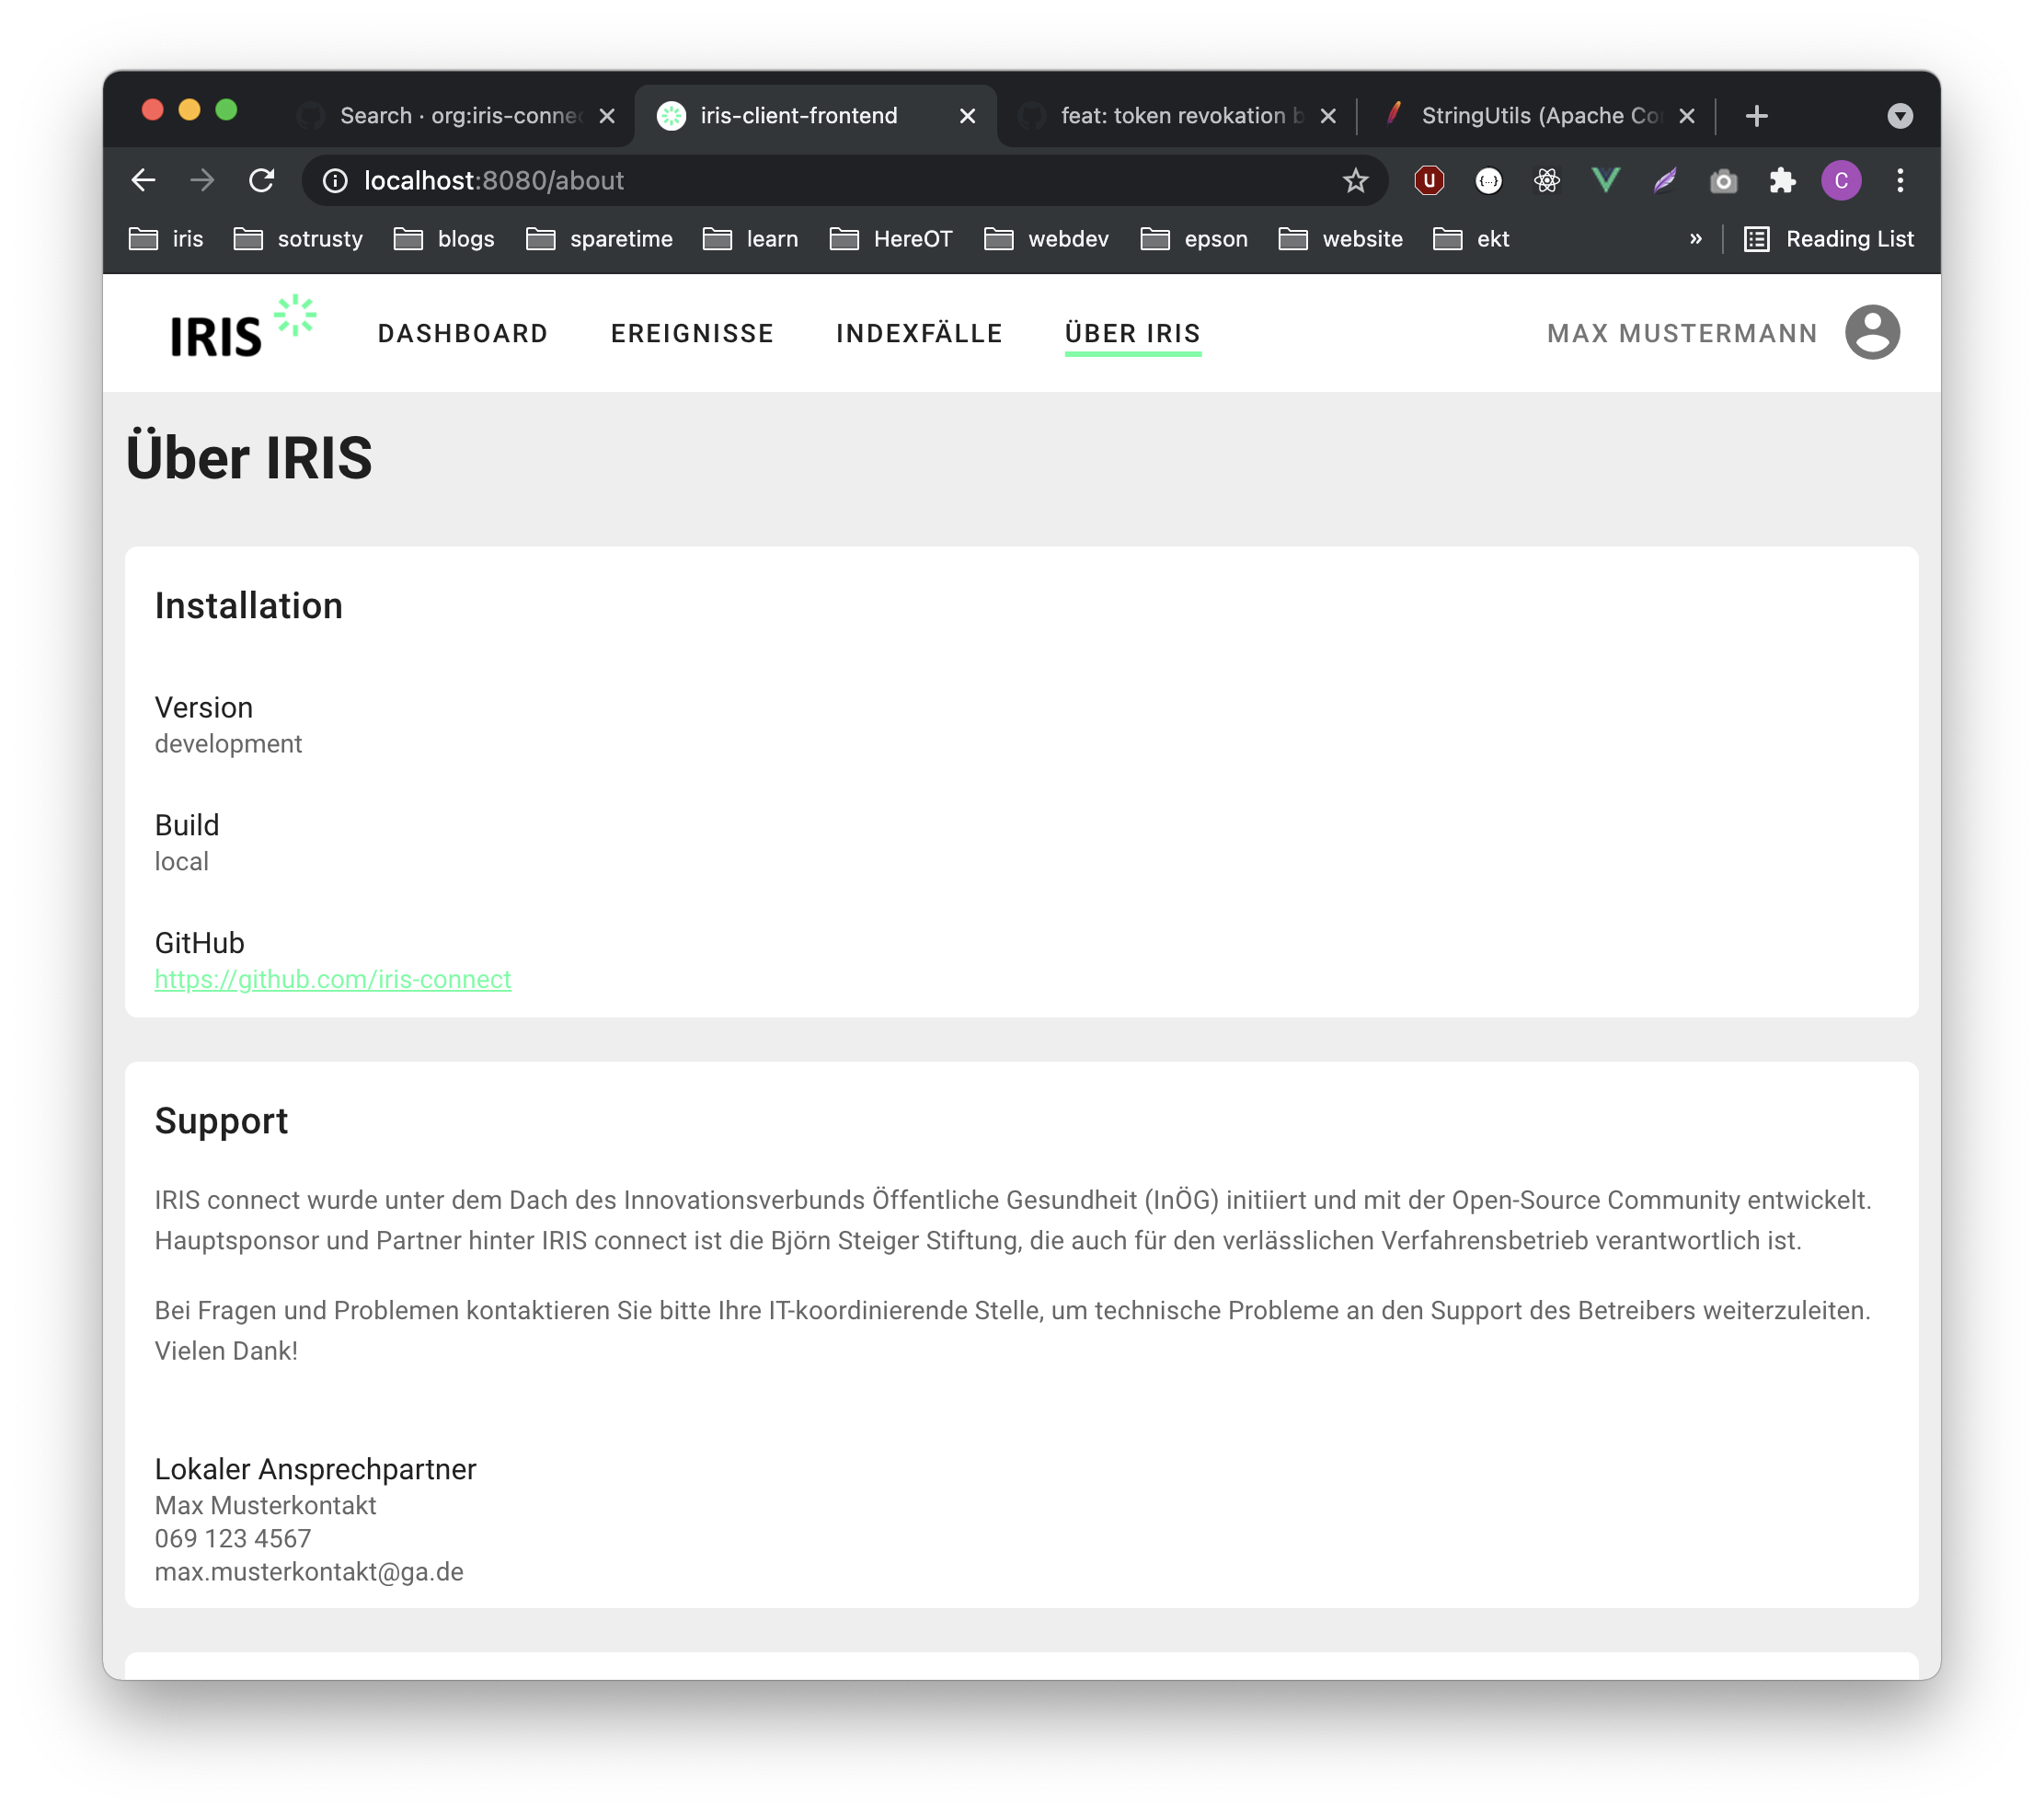 Search · org:iris-connec
iris-client-frontend
feat: token revokation b
StringUtils (Apache Co
localhost:8080/about
C
iris
sotrusty
blogs
sparetime
learn
HereOT
webdev
epson
website
ekt
»
Reading List
IRIS
DASHBOARD
EREIGNISSE
INDEXFÄLLE
ÜBER IRIS
MAX MUSTERMANN
Über IRIS
Installation
Version
development
Build
local
GitHub
https://github.com/iris-connect
Support
IRIS connect wurde unter dem Dach des Innovationsverbunds Öffentliche Gesundheit (InÖG) initiiert und mit der Open-Source Community entwickelt.
Hauptsponsor und Partner hinter IRIS connect ist die Björn Steiger Stiftung, die auch für den verlässlichen Verfahrensbetrieb verantwortlich ist.
Bei Fragen und Problemen kontaktieren Sie bitte Ihre IT-koordinierende Stelle, um technische Probleme an den Support des Betreibers weiterzuleiten.
Vielen Dank!
Lokaler Ansprechpartner
Max Musterkontakt
069 123 4567
max.musterkontakt@ga.de